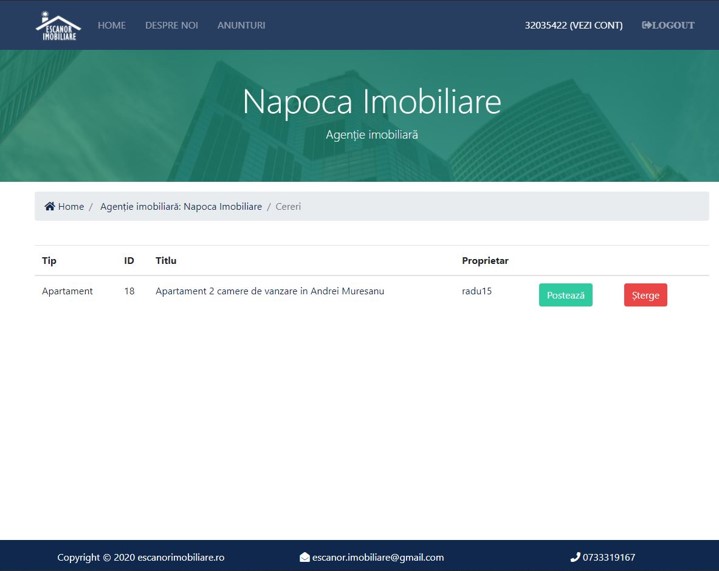 ESCANOR
IMOBILIARE
HOME DESPRE NOI ANUNTURI 32035422 (VEZI CONT) LOGOUT
Napoca Imobiliare
Agenție imobiliară
Home / Agenție imobiliară: Napoca Imobiliare / Cereri
Tip ID Titlu Proprietar
Apartament 18 Apartament 2 camere de vanzare in Andrei Muresanu radu15 Postează Șterge
Copyright © 2020 escanorimobiliare.ro escanor.imobiliare@gmail.com 0733319167